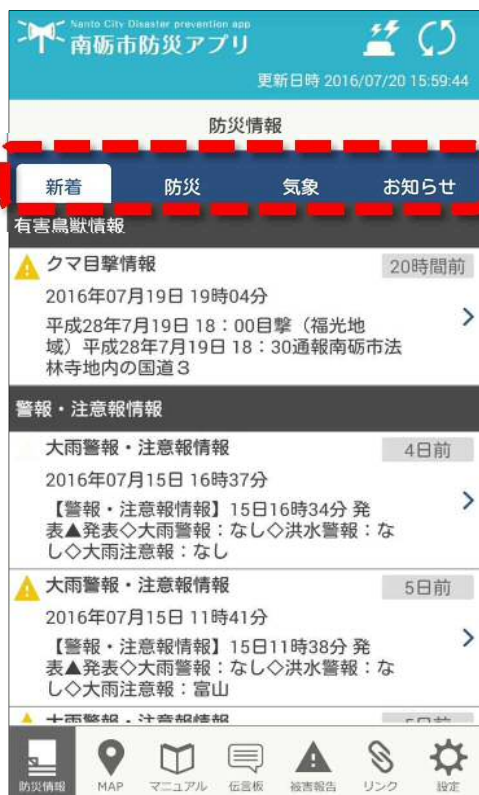 Nanto City Disaster prevention app
南砺市防災アプリ
更新日時 2016/07/20 15:59:44
防災情報
新着 防災 気象 お知らせ
有害鳥獣情報
クマ目撃情報 20時間前
2016年07月19日 19時04分
平成28年7月19日 18：00目撃（福光地
域）平成28年7月19日 18：30通報南砺市法
林寺地内の国道３
警報・注意報情報
大雨警報・注意報情報 4日前
2016年07月15日 16時37分
【警報・注意報情報】15日16時34分 発
表▲発表◇大雨警報：なし◇洪水警報：な
し◇大雨注意報：なし
大雨警報・注意報情報 5日前
2016年07月15日 11時41分
【警報・注意報情報】15日11時38分 発
表▲発表◇大雨警報：なし◇洪水警報：な
し◇大雨注意報：富山
大雨警報・注意報情報 5日前
防災情報 MAP マニュアル 伝言板 被害報告 リンク 設定